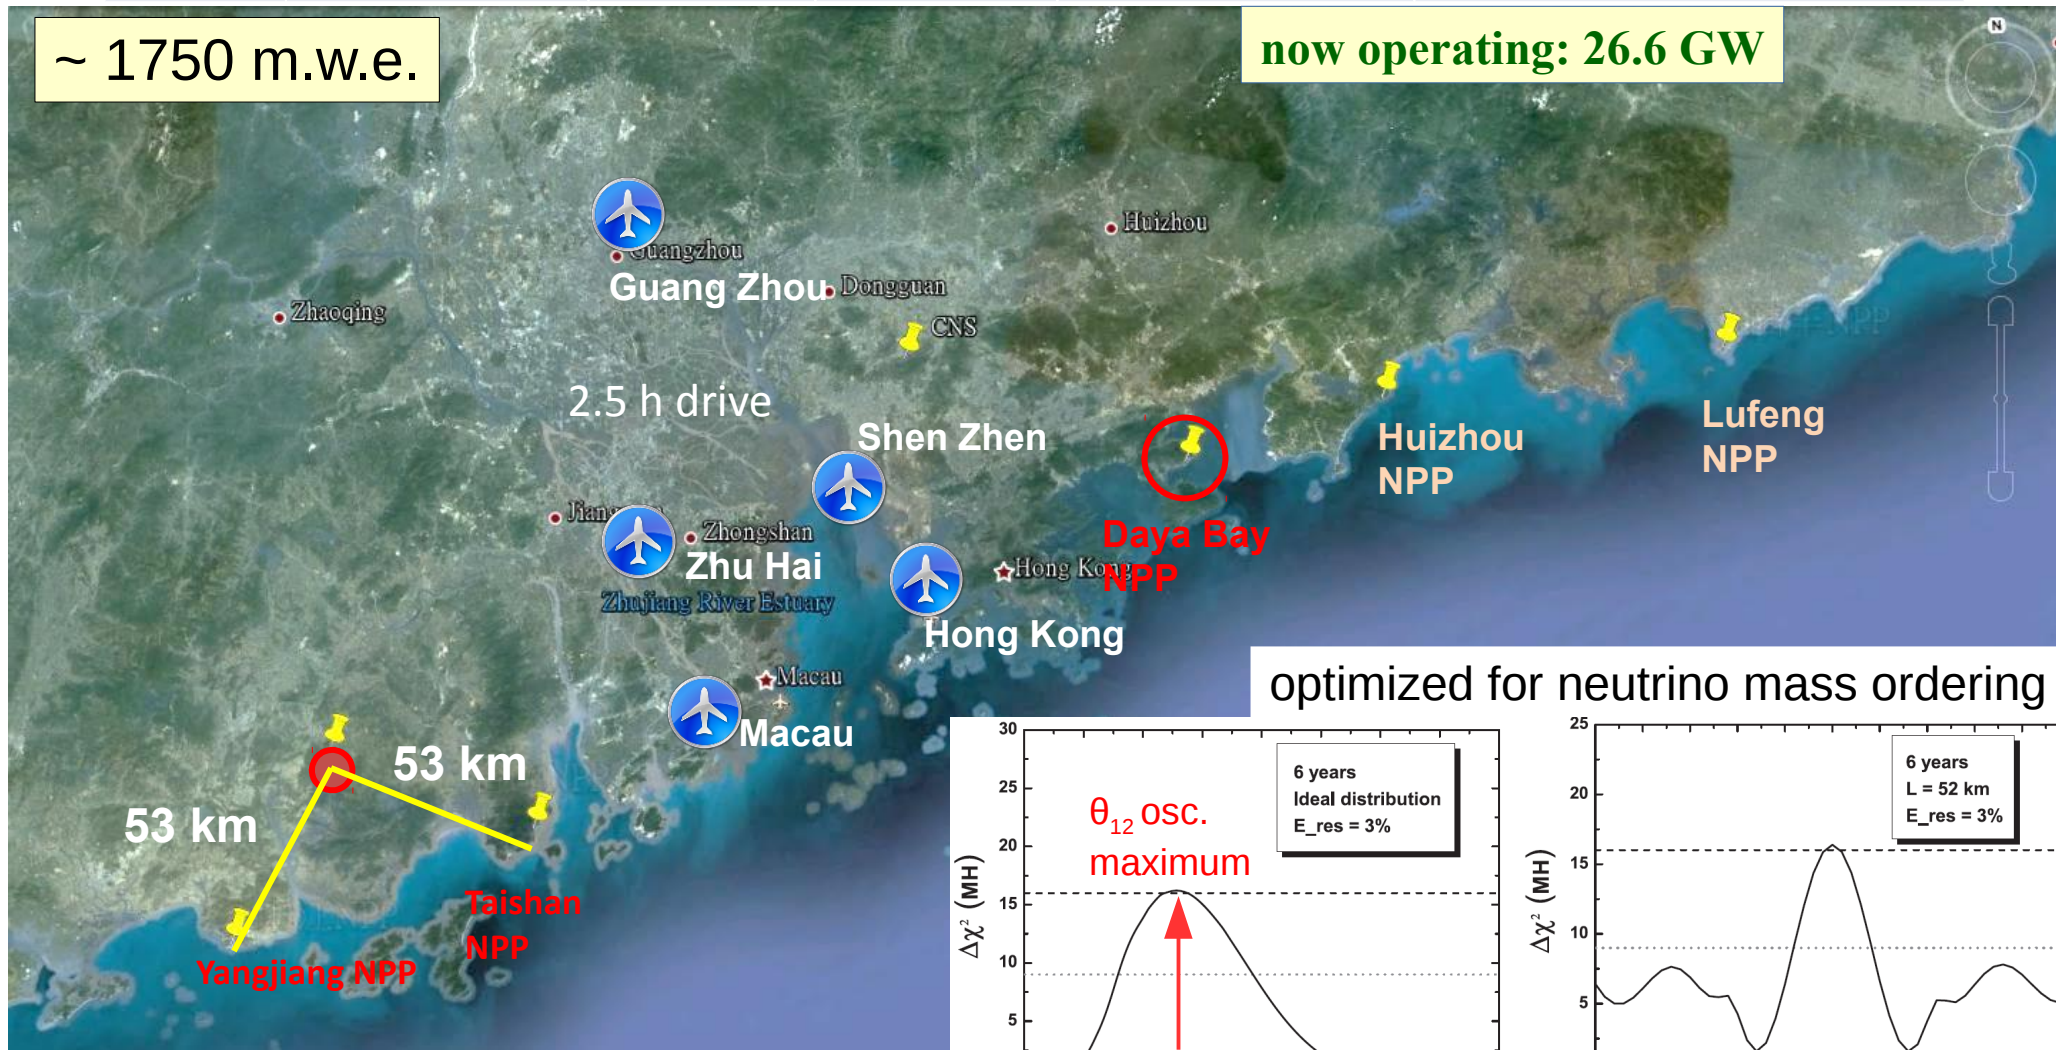 ~ 1750 m.w.e.
now operating: 26.6 GW
N
Huizhou
Guangzhou
Guang Zhou
Dongguan
Zhaoqing
CNS
NPP
2.5 h drive
Shen Zhen
Huizhou
NPP
Lufeng
NPP
Zhongshan
Zhu Hai
Zhujiang River Estuary
Daya Bay
NPP
Hong Kong
Hong Kong
Macau
Macau
53 km
53 km
Taishan
NPP
Yangjiang NPP
optimized for neutrino mass ordering
30
25
20
15
10
5
Δχ² (MH)
6 years
Ideal distribution
E_res = 3%
θ₁₂ osc.
maximum
25
20
15
10
5
Δχ² (MH)
6 years
L = 52 km
E_res = 3%